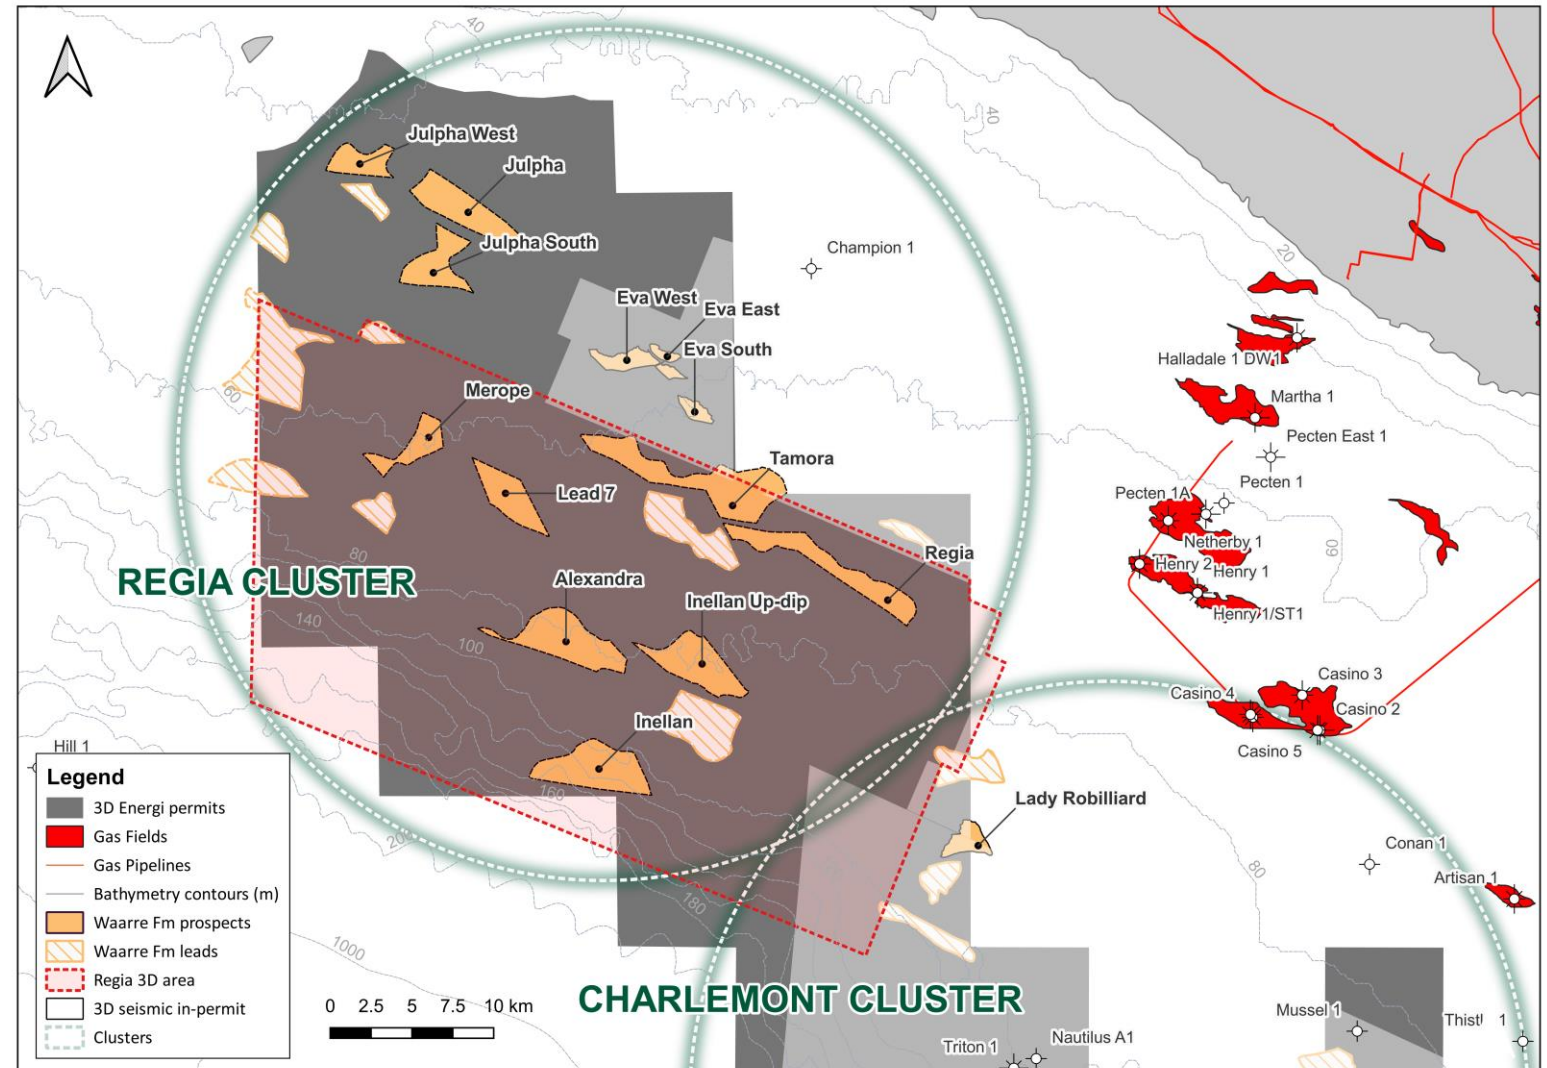 40
40
Julpha West
Julpha
Julpha South
Champion 1
20
Eva West
Eva East
Eva South
Halladale 1 DW1
Merope
60
Martha 1
Pecten East 1
Tamora
Pecten 1
Lead 7
Pecten 1A
Netherby 1
60
Regia
Henry 2
Henry 1
80
REGIA CLUSTER
Alexandra
Inellan Up-dip
Henry 1/ST1
140
100
Casino 3
Casino 4
Casino 2
Inellan
Casino 5
Hill 1
160
Lady Robilliard
200
Conan 1
80
Artisan 1
180
1000
CHARLEMONT CLUSTER
Mussel 1
Nautilus A1
Triton 1
Legend
3D Energi permits
Gas Fields
Gas Pipelines
Bathymetry contours (m)
Waarre Fm prospects
Waarre Fm leads
Regia 3D area
3D seismic in-permit
Clusters
0 2.5 5 7.5 10 km